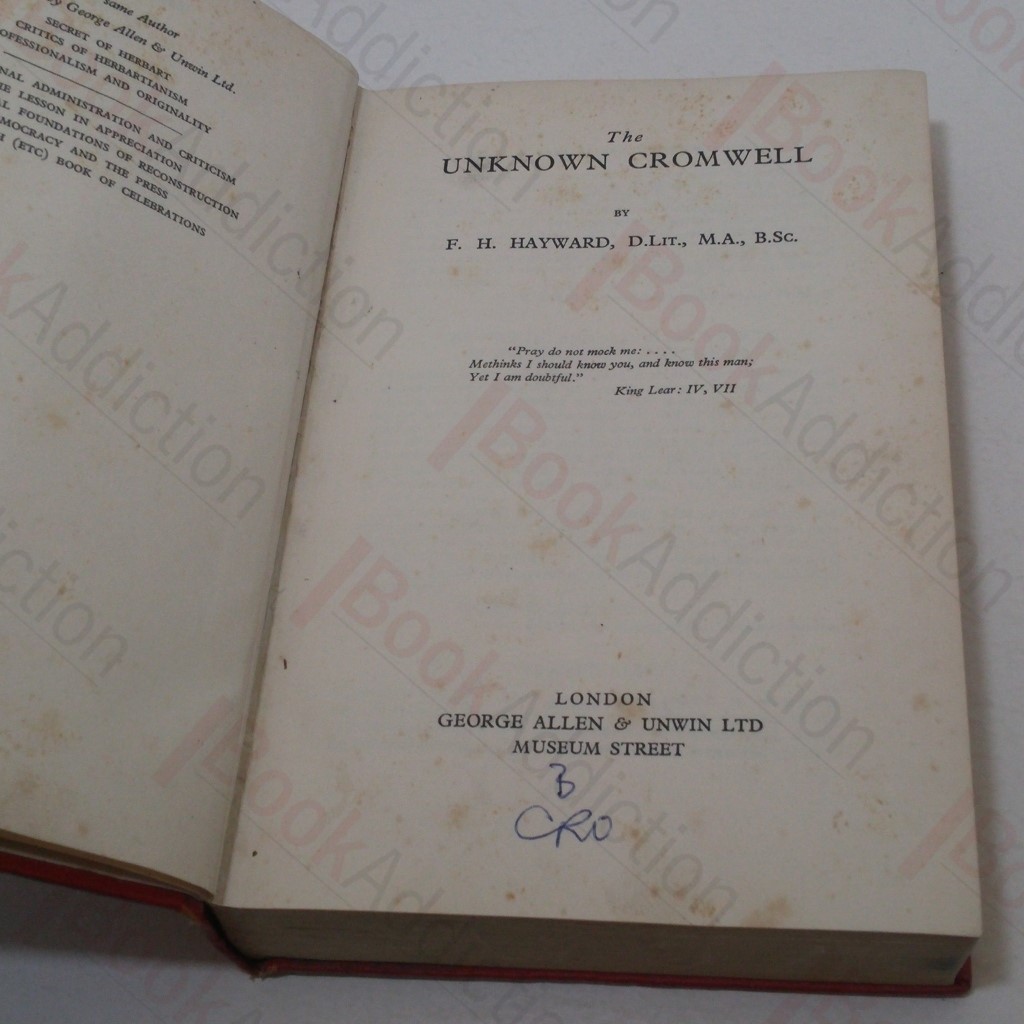 same Author
by George Allen & Unwin Ltd.
SECRET OF HERBART
CRITICS OF HERBARTIANISM
AND ORIGINALITY
ADMINISTRATION AND CRITICISM
LESSON IN APPRECIATION
FOUNDATIONS OF RECONSTRUCTION
AND THE PRESS
(ETC) BOOK OF CELEBRATIONS
The
UNKNOWN CROMWELL
BY
F. H. HAYWARD, D.LIT., M.A., B.SC.
"Pray do not mock me: ....
Methinks I should know you, and know this man;
Yet I am doubtful."
King Lear: IV, VII
LONDON
GEORGE ALLEN & UNWIN LTD
MUSEUM STREET
B
CRO
BookAddiction